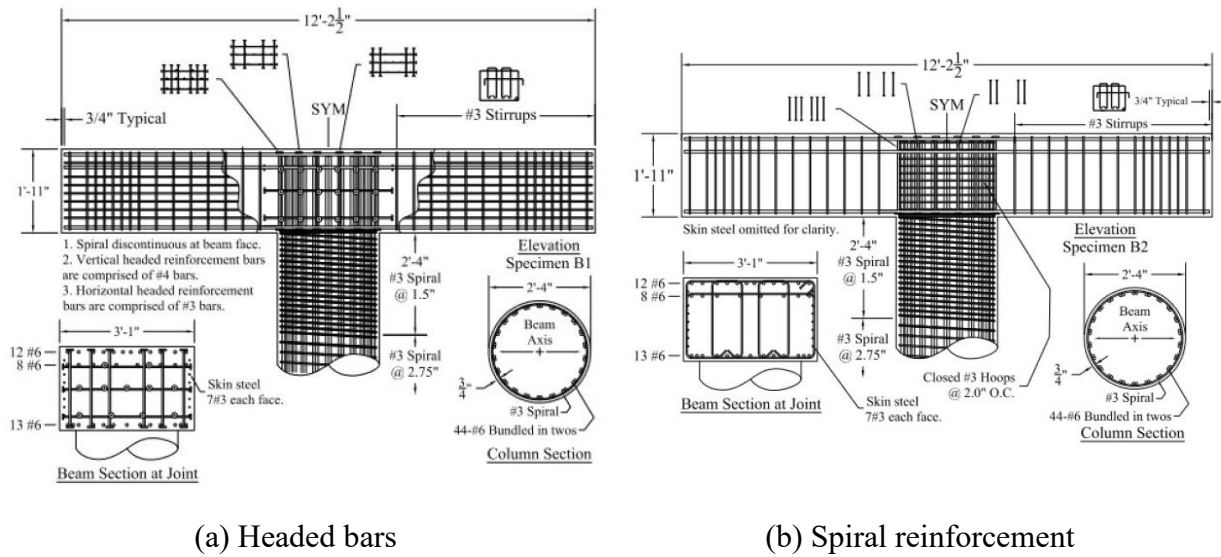 12'-2 1/2"
SYM
3/4" Typical
#3 Stirrups
1'-11"
1. Spiral discontinuous at beam face.
2. Vertical headed reinforcement bars
are comprised of #4 bars.
3. Horizontal headed reinforcement
bars are comprised of #3 bars.
Elevation
Specimen B1
2'-4"
#3 Spiral
@ 1.5"
2'-4"
3'-1"
12 #6
8 #6
13 #6
Skin steel
7#3 each face.
Beam Section at Joint
#3 Spiral
@ 2.75"
Beam
Axis
3/4"
#3 Spiral
44-#6 Bundled in twos
Column Section
(a) Headed bars
12'-2 1/2"
SYM
3/4" Typical
#3 Stirrups
1'-11"
Skin steel omitted for clarity.
Elevation
Specimen B2
2'-4"
#3 Spiral
@ 1.5"
2'-4"
3'-1"
12 #6
8 #6
13 #6
#3 Spiral
@ 2.75"
Beam
Axis
3/4"
Closed #3 Hoops
@ 2.0" O.C.
Skin steel
7#3 each face.
Beam Section at Joint
#3 Spiral
44-#6 Bundled in twos
Column Section
(b) Spiral reinforcement